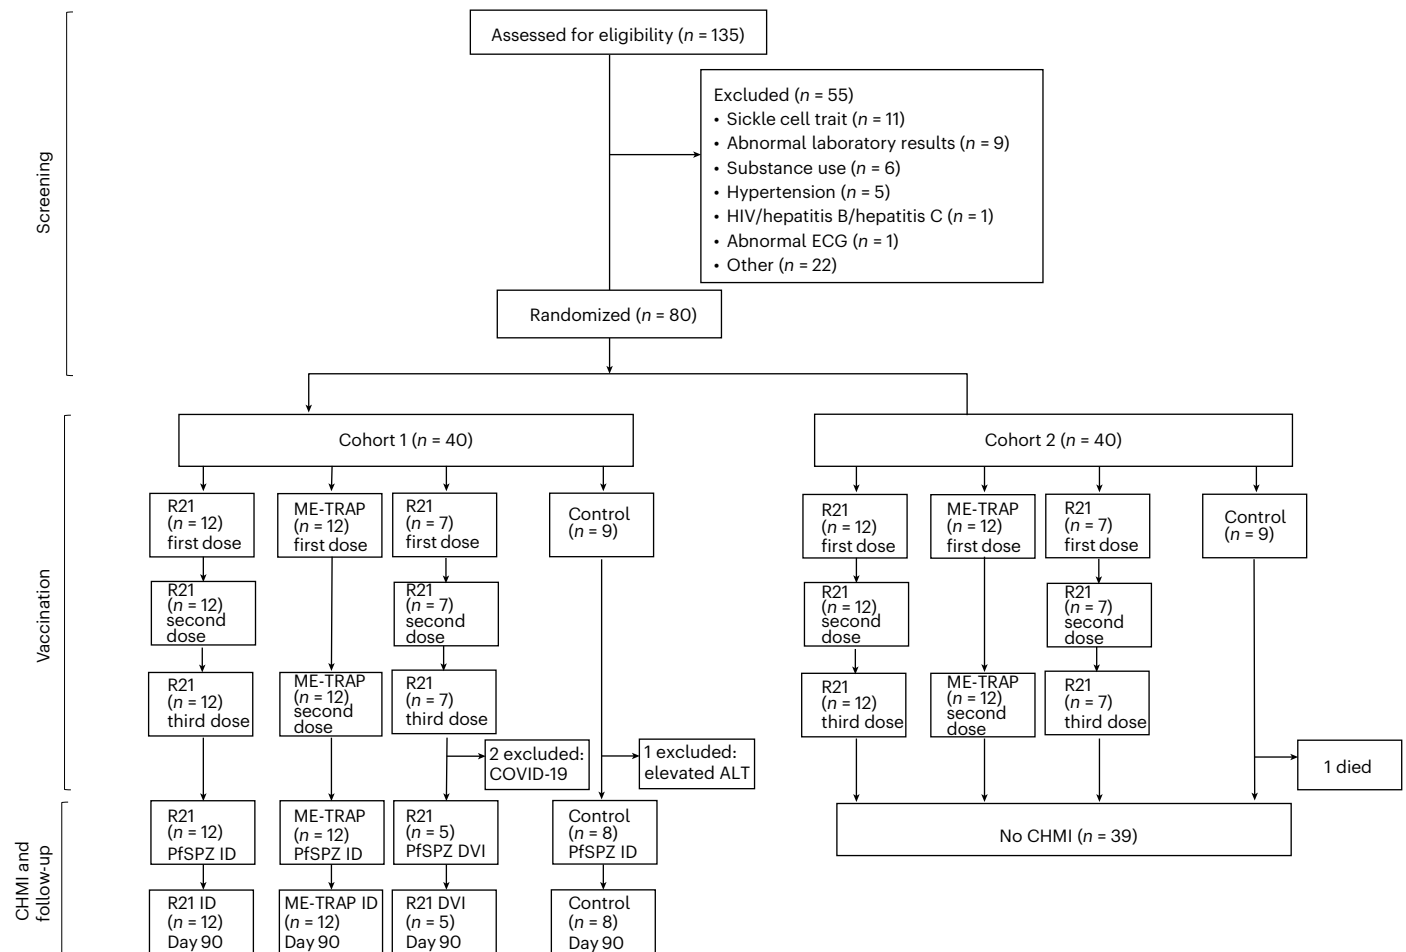 Assessed for eligibility (n = 135)
Excluded (n = 55)
• Sickle cell trait (n = 11)
• Abnormal laboratory results (n = 9)
• Substance use (n = 6)
• Hypertension (n = 5)
• HIV/hepatitis B/hepatitis C (n = 1)
• Abnormal ECG (n = 1)
• Other (n = 22)
Screening
Randomized (n = 80)
Cohort 1 (n = 40)
Cohort 2 (n = 40)
Vaccination
R21
(n = 12)
first dose
ME-TRAP
(n = 12)
first dose
R21
(n = 7)
first dose
Control
(n = 9)
R21
(n = 12)
first dose
ME-TRAP
(n = 12)
first dose
R21
(n = 7)
first dose
Control
(n = 9)
R21
(n = 12)
second
dose
R21
(n = 7)
second
dose
R21
(n = 12)
second
dose
R21
(n = 7)
second
dose
R21
(n = 12)
third dose
ME-TRAP
(n = 12)
second
dose
R21
(n = 7)
third dose
R21
(n = 12)
third dose
ME-TRAP
(n = 12)
second
dose
R21
(n = 7)
third dose
2 excluded:
COVID-19
1 excluded:
elevated ALT
1 died
CHMI and
follow-up
R21
(n = 12)
PfSPZ ID
ME-TRAP
(n = 12)
PfSPZ ID
R21
(n = 5)
PfSPZ DVI
Control
(n = 8)
PfSPZ ID
No CHMI (n = 39)
R21 ID
(n = 12)
Day 90
ME-TRAP ID
(n = 12)
Day 90
R21 DVI
(n = 5)
Day 90
Control
(n = 8)
Day 90